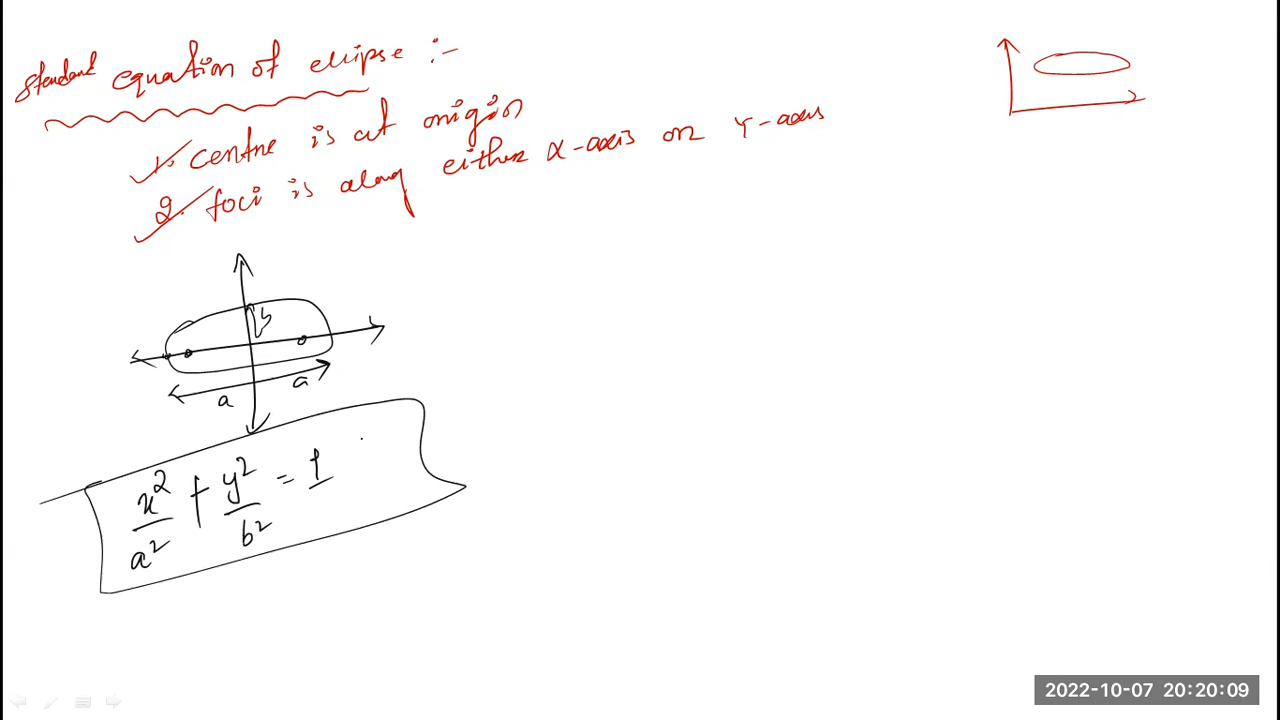 standard equation of ellipse :-
1. centre is at origin
2. foci is along either x-axis or y-axis
b
a
a
x²/a² + y²/b² = 1
2022-10-07 20:20:09